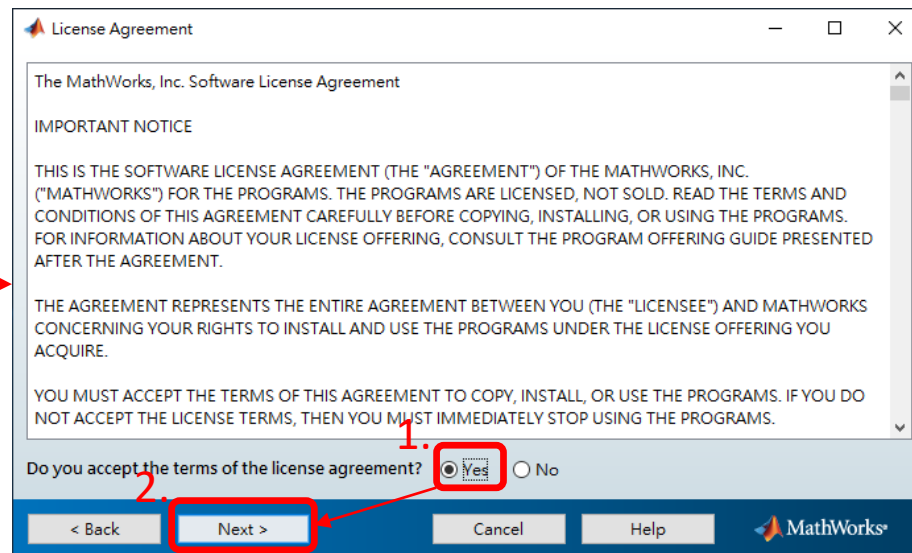 License Agreement
The MathWorks, Inc. Software License Agreement
IMPORTANT NOTICE
THIS IS THE SOFTWARE LICENSE AGREEMENT (THE "AGREEMENT") OF THE MATHWORKS, INC.
("MATHWORKS") FOR THE PROGRAMS. THE PROGRAMS ARE LICENSED, NOT SOLD. READ THE TERMS AND
CONDITIONS OF THIS AGREEMENT CAREFULLY BEFORE COPYING, INSTALLING, OR USING THE PROGRAMS.
FOR INFORMATION ABOUT YOUR LICENSE OFFERING, CONSULT THE PROGRAM OFFERING GUIDE PRESENTED
AFTER THE AGREEMENT.
THE AGREEMENT REPRESENTS THE ENTIRE AGREEMENT BETWEEN YOU (THE "LICENSEE") AND MATHWORKS
CONCERNING YOUR RIGHTS TO INSTALL AND USE THE PROGRAMS UNDER THE LICENSE OFFERING YOU
ACQUIRE.
YOU MUST ACCEPT THE TERMS OF THIS AGREEMENT TO COPY, INSTALL, OR USE THE PROGRAMS. IF YOU DO
NOT ACCEPT THE LICENSE TERMS, THEN YOU MUST IMMEDIATELY STOP USING THE PROGRAMS.
1.
Do you accept the terms of the license agreement? Yes No
2.
< Back Next > Cancel Help MathWorks®